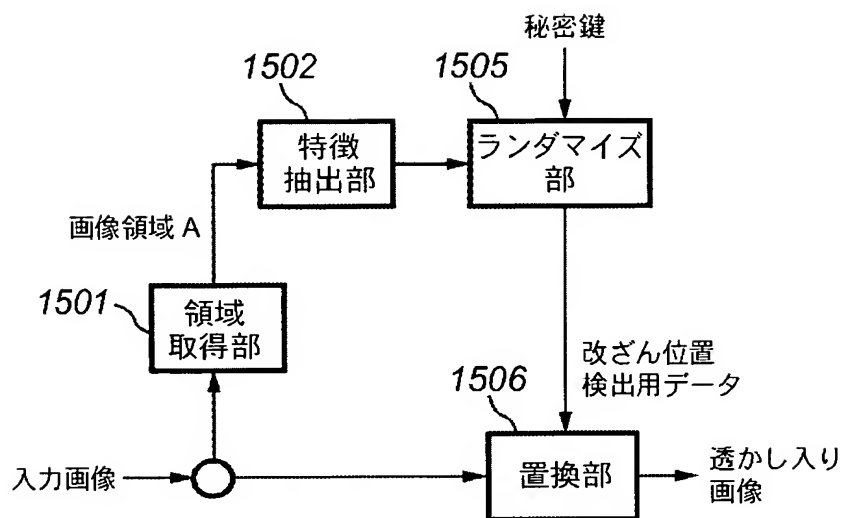 秘密鍵
1502
1505
特徴
抽出部
ランダマイズ
部
画像領域 A
1501
領域
取得部
改ざん位置
検出用データ
1506
入力画像
置換部
透かし入り
画像